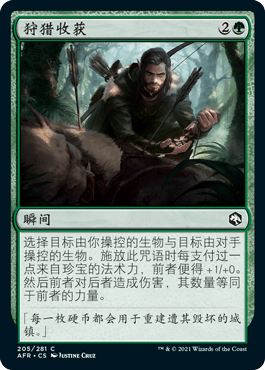 狩猎收获 2
瞬间
选择目标由你操控的生物与目标由对手
操控的生物。施放此咒语时每支付过一
点来自珍宝的法术力，前者便得+1/+0。
然后前者对后者造成伤害，其数量等同
于前者的力量。
「每一枚硬币都会用于重建遭其毁坏的城
镇。」
205/281 C
AFR • CS JUSTINE CRUZ
™ & © 2021 Wizards of the Coast